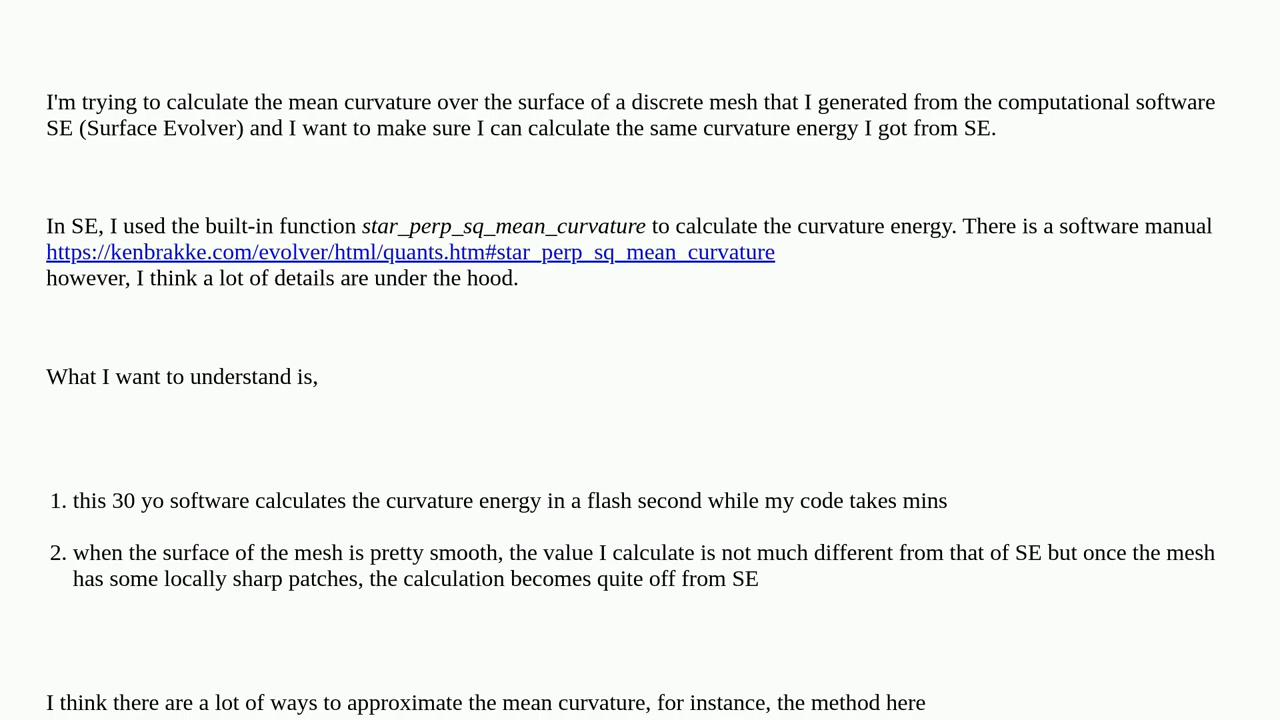 I'm trying to calculate the mean curvature over the surface of a discrete mesh that I generated from the computational software
SE (Surface Evolver) and I want to make sure I can calculate the same curvature energy I got from SE.
In SE, I used the built-in function star_perp_sq_mean_curvature to calculate the curvature energy. There is a software manual
https://kenbrakke.com/evolver/html/quants.htm#star_perp_sq_mean_curvature
however, I think a lot of details are under the hood.
What I want to understand is,
1. this 30 yo software calculates the curvature energy in a flash second while my code takes mins
2. when the surface of the mesh is pretty smooth, the value I calculate is not much different from that of SE but once the mesh
has some locally sharp patches, the calculation becomes quite off from SE
I think there are a lot of ways to approximate the mean curvature, for instance, the method here